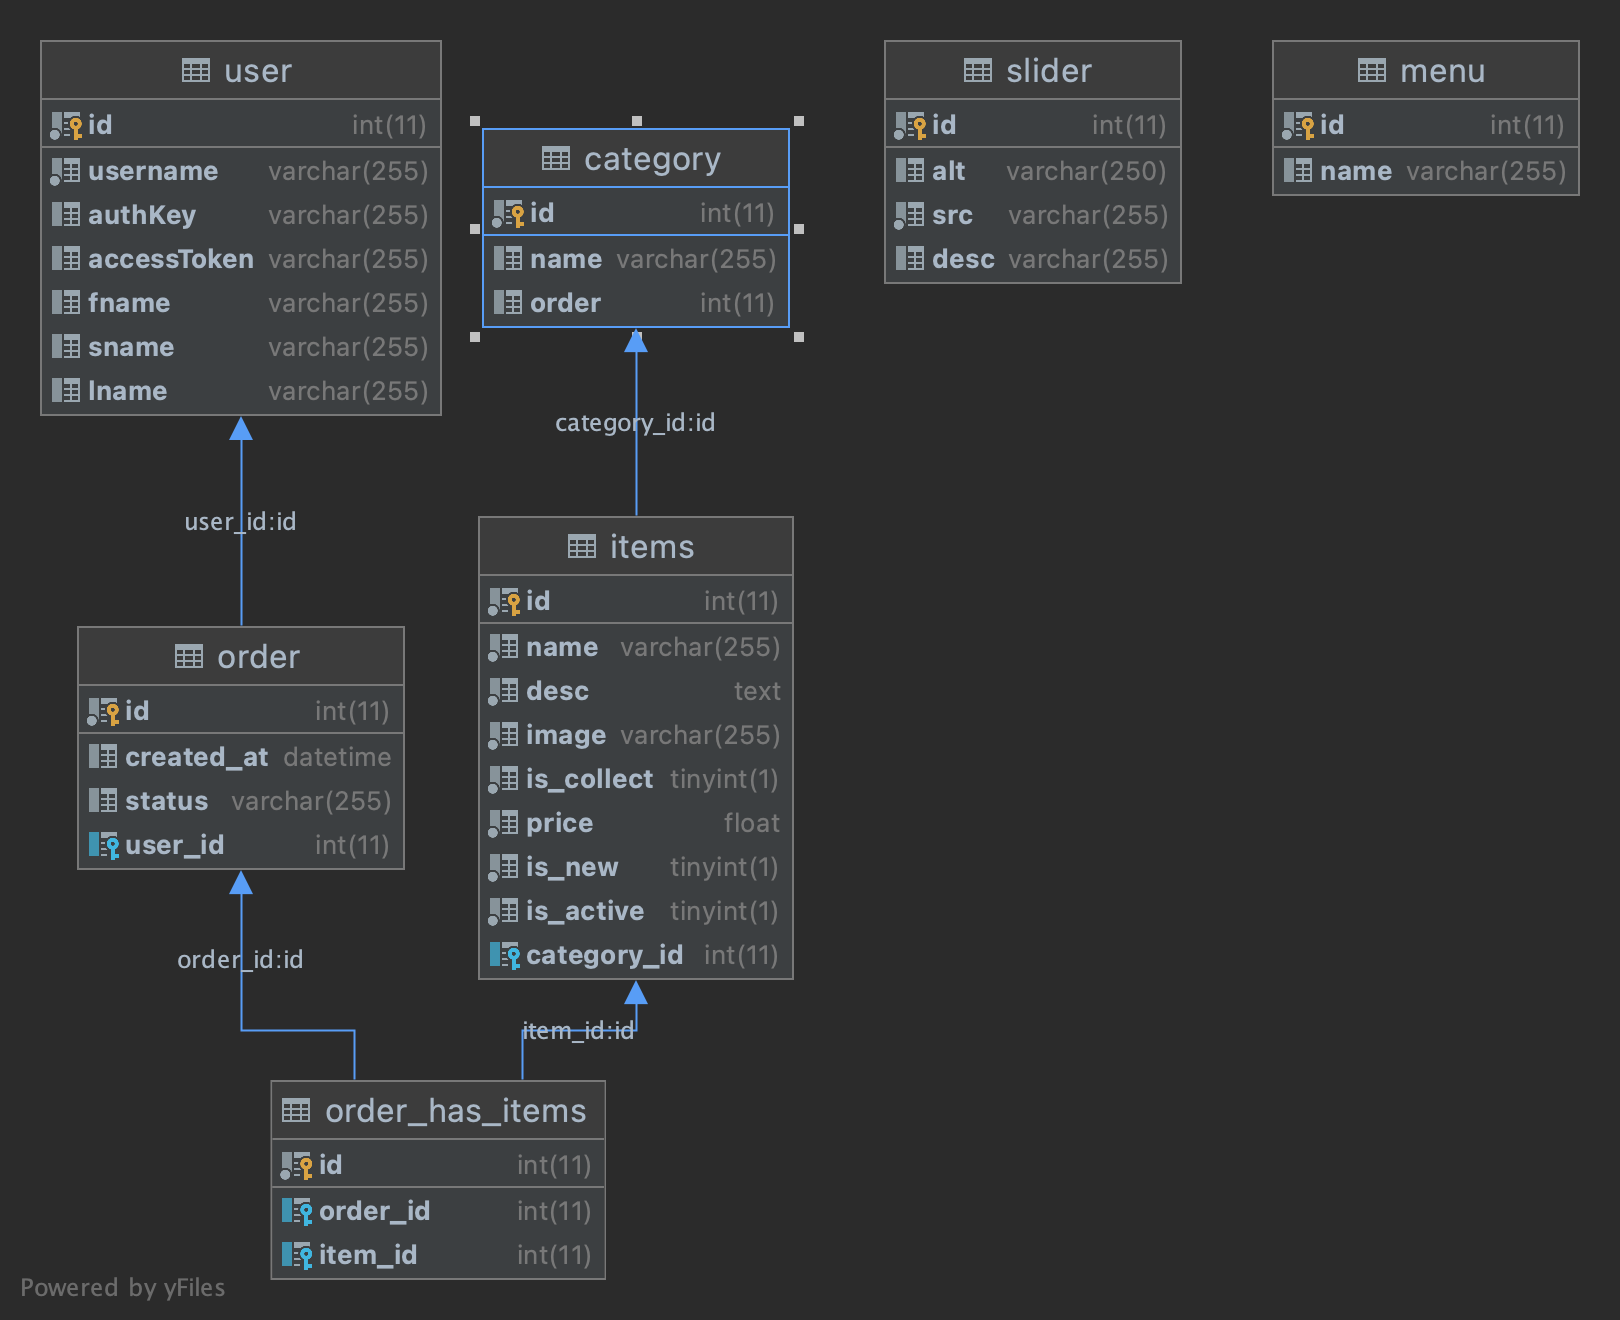 user
id int(11)
username varchar(255)
authKey varchar(255)
accessToken varchar(255)
fname varchar(255)
sname varchar(255)
lname varchar(255)
category
id int(11)
name varchar(255)
order int(11)
slider
id int(11)
alt varchar(250)
src varchar(255)
desc varchar(255)
menu
id int(11)
name varchar(255)
category_id:id
user_id:id
items
id int(11)
name varchar(255)
desc text
image varchar(255)
is_collect tinyint(1)
price float
is_new tinyint(1)
is_active tinyint(1)
category_id int(11)
order
id int(11)
created_at datetime
status varchar(255)
user_id int(11)
order_id:id
item_id:id
order_has_items
id int(11)
order_id int(11)
item_id int(11)
Powered by yFiles